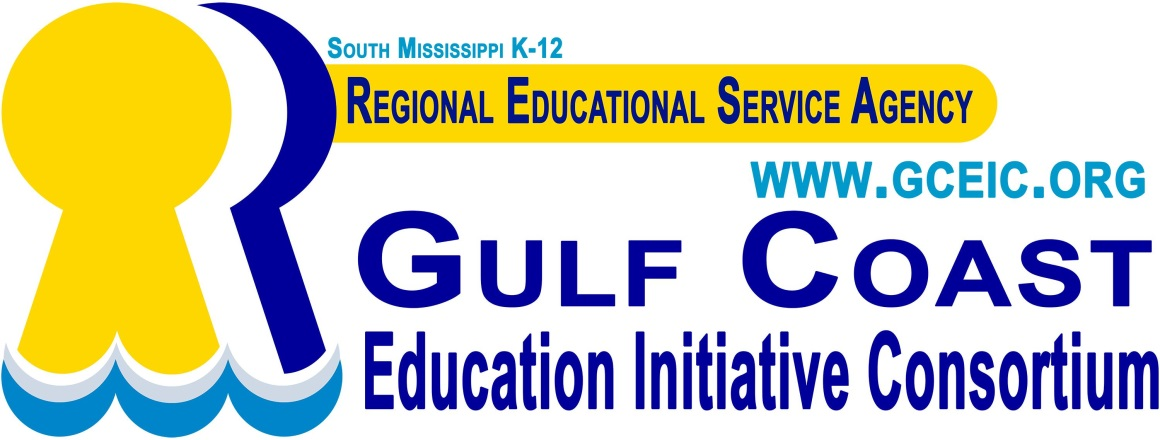 South Mississippi K-12
Regional Educational Service Agency
www.gceic.org
Gulf Coast
Education Initiative Consortium